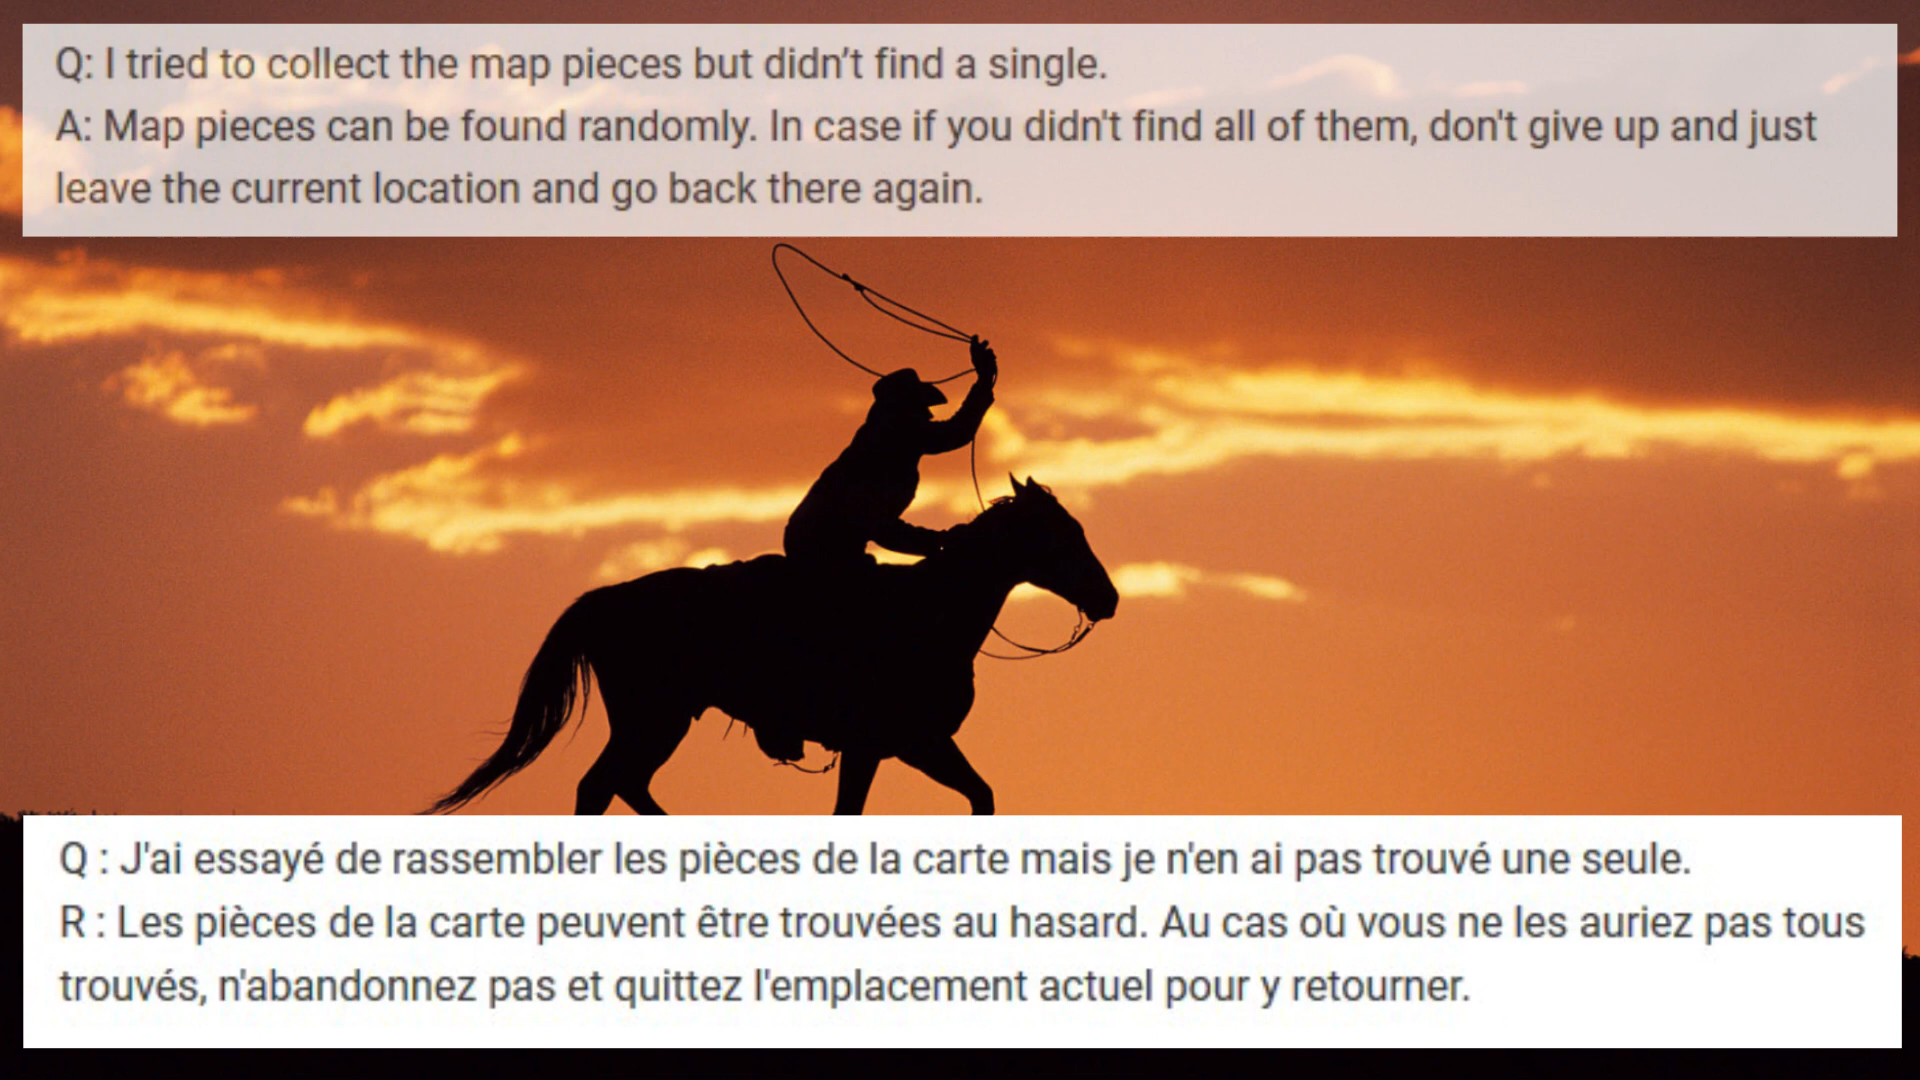 Q: I tried to collect the map pieces but didn’t find a single.
A: Map pieces can be found randomly. In case if you didn't find all of them, don't give up and just
leave the current location and go back there again.
Q : J'ai essayé de rassembler les pièces de la carte mais je n'en ai pas trouvé une seule.
R : Les pièces de la carte peuvent être trouvées au hasard. Au cas où vous ne les auriez pas tous
trouvés, n'abandonnez pas et quittez l'emplacement actuel pour y retourner.